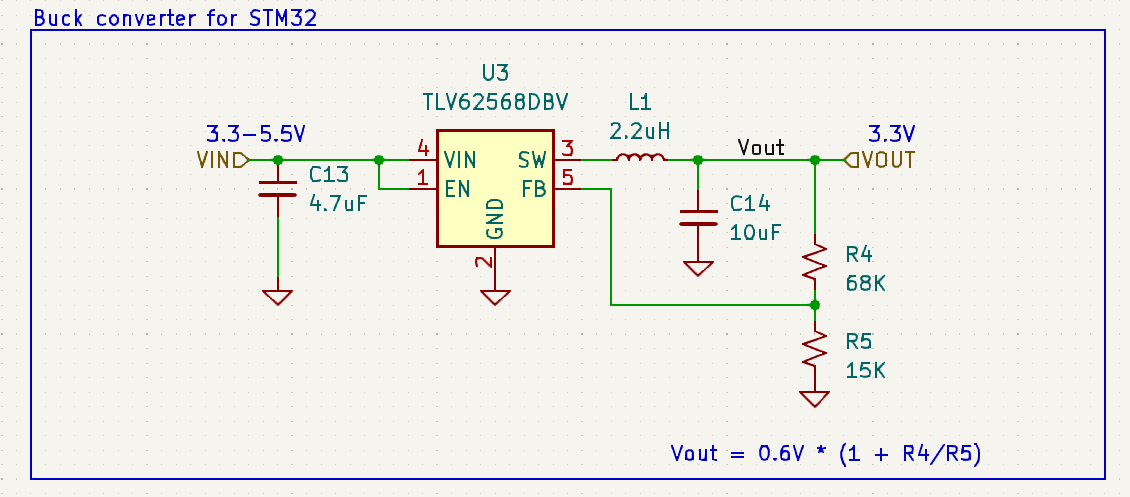 Buck converter for STM32
U3
TLV62568DBV
L1
2.2uH
3.3-5.5V
VIN
C13
4.7uF
4
VIN
1
EN
SW
3
FB
5
GND
2
Vout
3.3V
VOUT
C14
10uF
R4
68K
R5
15K
Vout = 0.6V * (1 + R4/R5)